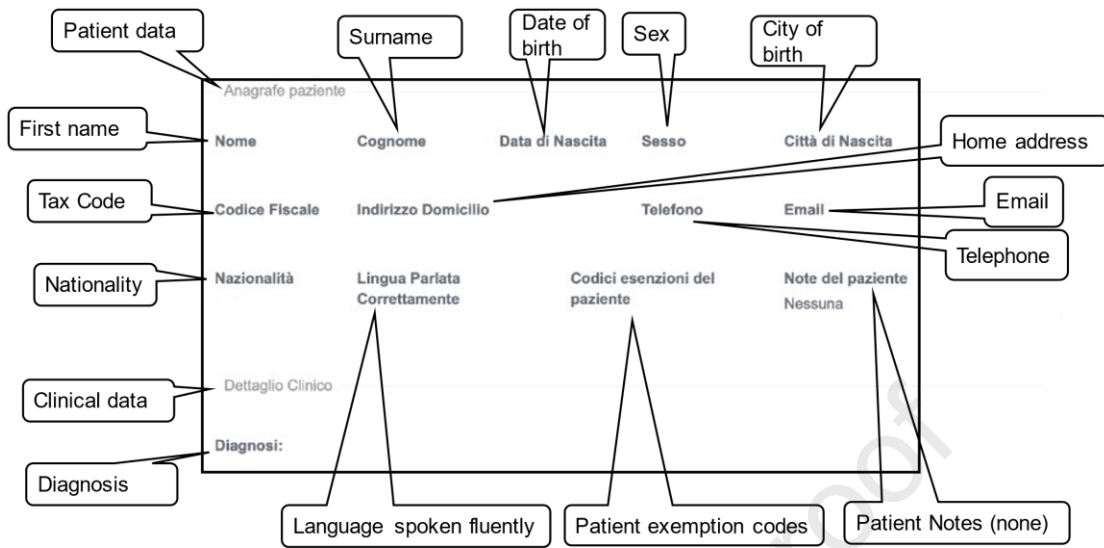 Patient data
Surname
Date of
birth
Sex
City of
birth
Anagrafe paziente
First name
Nome
Cognome
Data di Nascita
Sesso
Città di Nascita
Home address
Tax Code
Codice Fiscale
Indirizzo Domicilio
Telefono
Email
Email
Telephone
Nationality
Nazionalità
Lingua Parlata
Correttamente
Codici esenzioni del
paziente
Note del paziente
Nessuna
Clinical data
Dettaglio Clinico
Diagnosis
Diagnosi:
Language spoken fluently
Patient exemption codes
Patient Notes (none)
roof